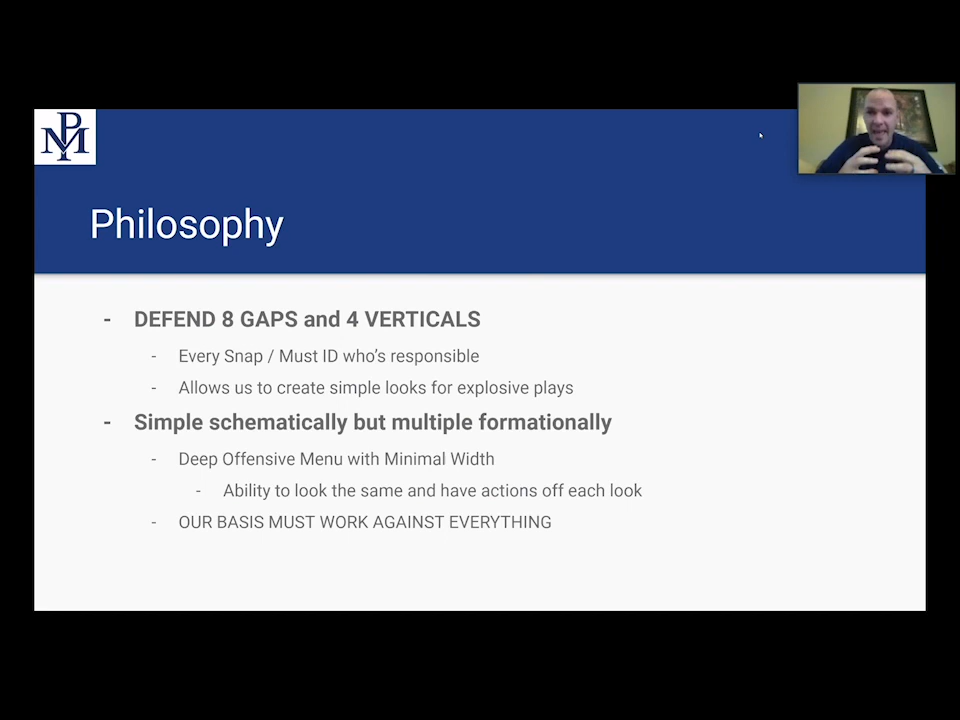 PMI
Philosophy
- DEFEND 8 GAPS and 4 VERTICALS
- Every Snap / Must ID who's responsible
- Allows us to create simple looks for explosive plays
- Simple schematically but multiple formationally
- Deep Offensive Menu with Minimal Width
- Ability to look the same and have actions off each look
- OUR BASIS MUST WORK AGAINST EVERYTHING